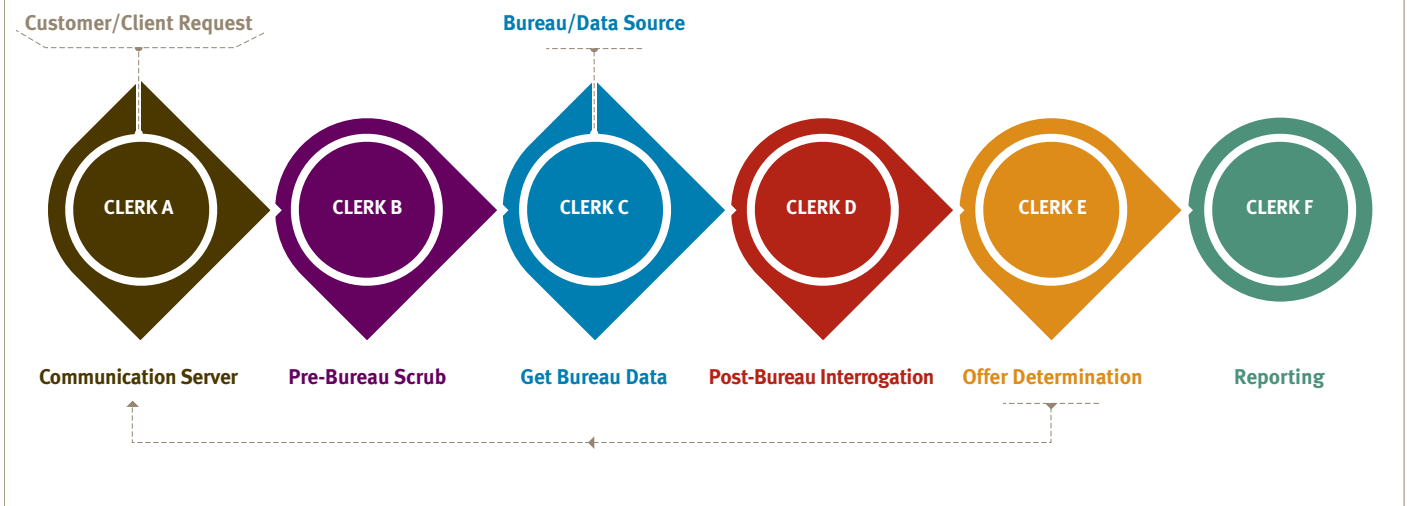 Customer/Client Request
Bureau/Data Source
CLERK A
CLERK B
CLERK C
CLERK D
CLERK E
CLERK F
Communication Server
Pre-Bureau Scrub
Get Bureau Data
Post-Bureau Interrogation
Offer Determination
Reporting